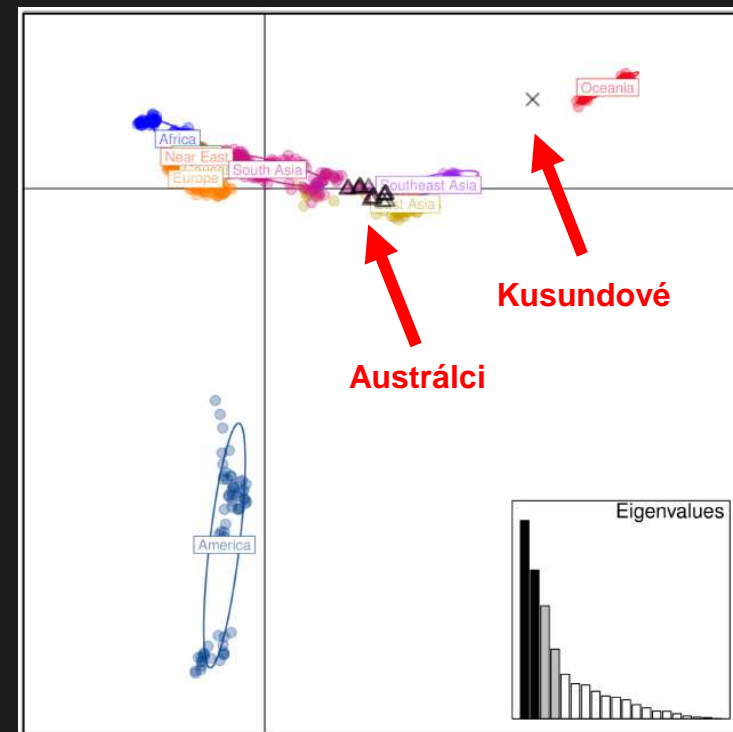 Oceania
Africa
Near East
South Asia
Europe
Southeast Asia
East Asia
Kusundové
Austrálci
America
Eigenvalues